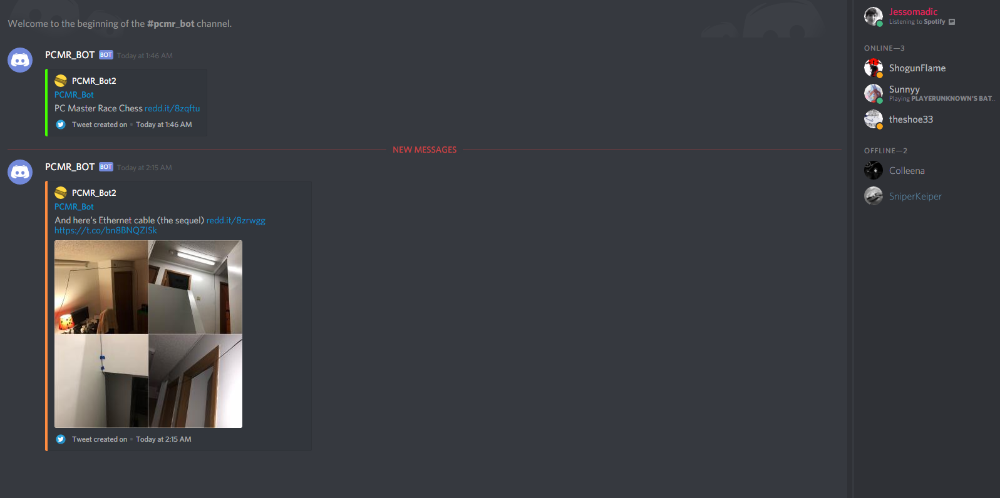 Welcome to the beginning of the #pcmr_bot channel.
PCMR_BOT BOT Today at 1:46 AM
PCMR_Bot2
PCMR_Bot
PC Master Race Chess redd.it/8zqftu
Tweet created on • Today at 1:46 AM
NEW MESSAGES
PCMR_BOT BOT Today at 2:15 AM
PCMR_Bot2
PCMR_Bot
And here's Ethernet cable (the sequel) redd.it/8zrwgg
https://t.co/bn8BNQZISk
Tweet created on • Today at 2:15 AM
Jessomadic
Listening to Spotify
ONLINE—3
ShogunFlame
Sunnyy
Playing PLAYERUNKNOWN'S BAT...
theshoe33
OFFLINE—2
Colleena
SniperKeiper